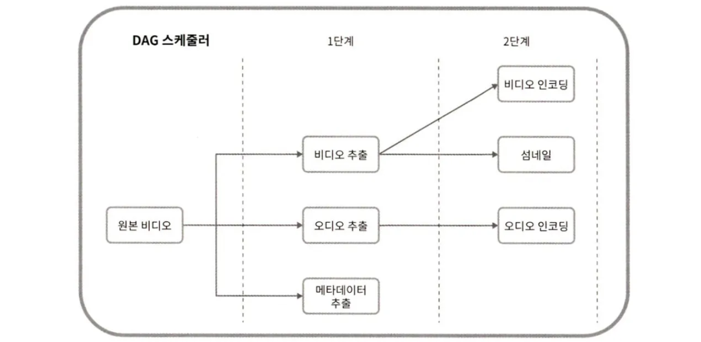 DAG 스케줄러
1단계
2단계
비디오 인코딩
비디오 추출
섬네일
원본 비디오
오디오 추출
오디오 인코딩
메타데이터
추출